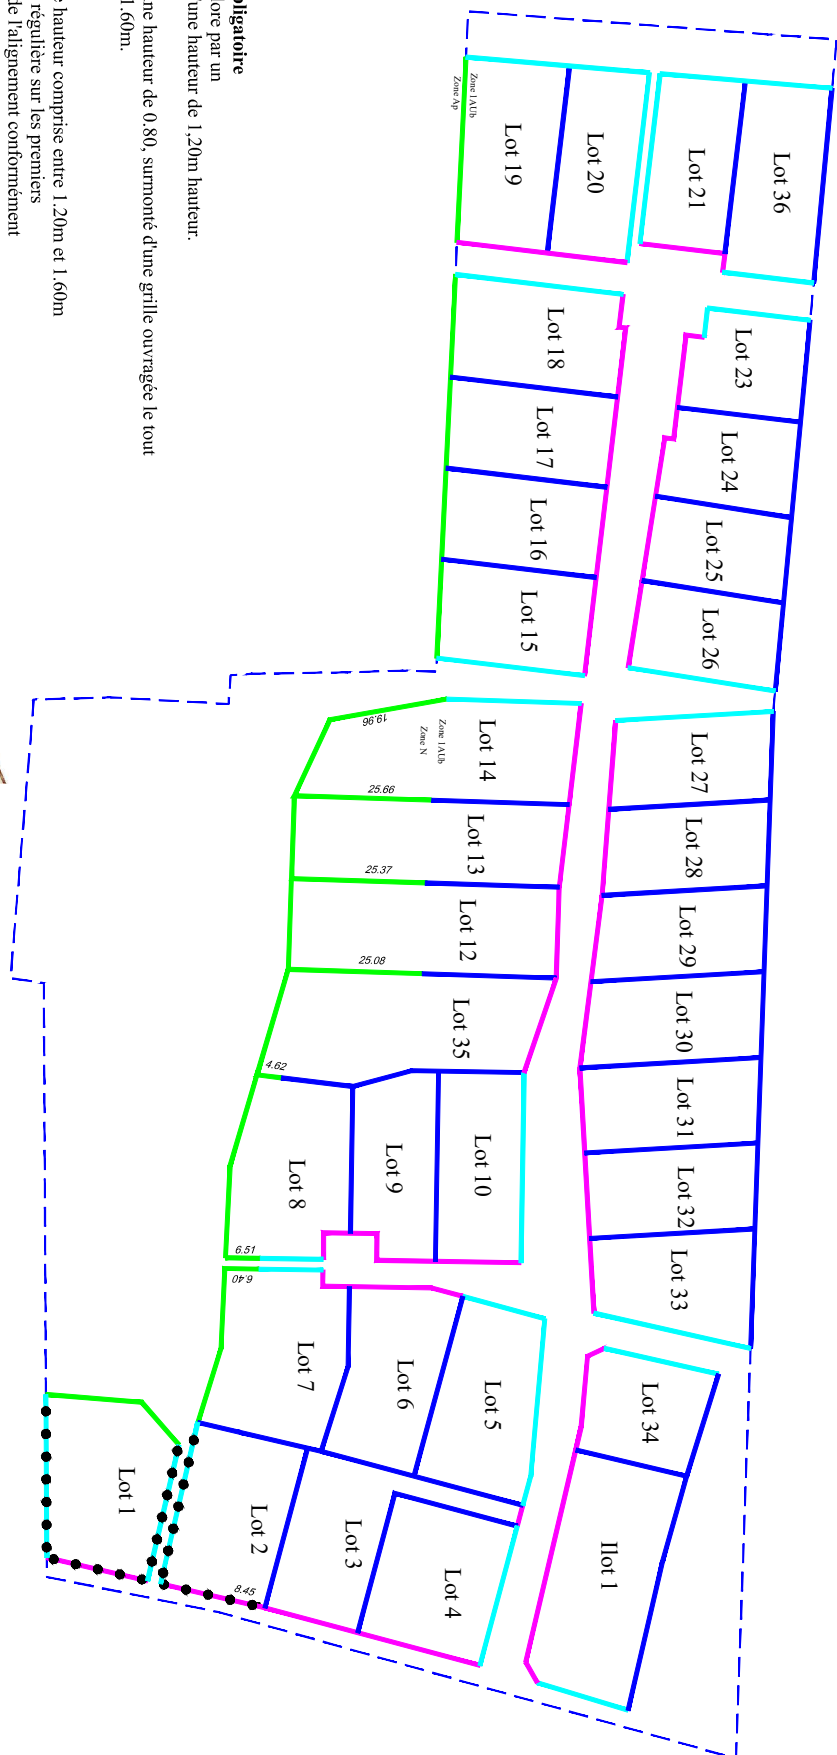 bligatoire
lore par un
'une hauteur de 1,20m hauteur.
ne hauteur de 0.80, surmonté d'une grille ouvragée le tout
1.60m.
e hauteur comprise entre 1.20m et 1.60m
régulière sur les premiers
de l'alignement conformément
Zone 1AUb
Zone Ap
Lot 19
Lot 20
Lot 21
Lot 36
Lot 18
Lot 17
Lot 16
Lot 15
Lot 23
Lot 24
Lot 25
Lot 26
19.96
Zone 1AUb
Zone N
Lot 14
25.66
Lot 13
25.37
Lot 12
25.08
Lot 35
4.62
Lot 27
Lot 28
Lot 29
Lot 30
Lot 31
Lot 32
Lot 33
Lot 8
Lot 9
Lot 10
6.51
6.40
Lot 7
Lot 6
Lot 5
Lot 34
Ilot 1
Lot 1
Lot 2
8.45
Lot 3
Lot 4